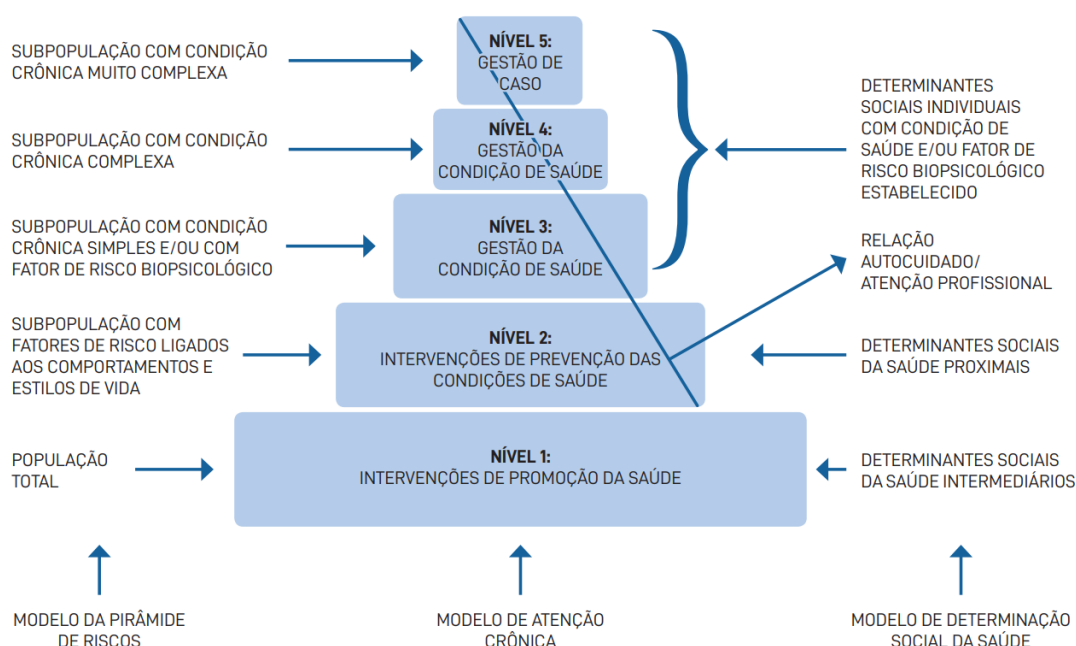 SUBPOPULAÇÃO COM CONDIÇÃO
CRÔNICA MUITO COMPLEXA
SUBPOPULAÇÃO COM CONDIÇÃO
CRÔNICA COMPLEXA
SUBPOPULAÇÃO COM CONDIÇÃO
CRÔNICA SIMPLES E/OU COM
FATOR DE RISCO BIOPSICOLÓGICO
SUBPOPULAÇÃO COM
FATORES DE RISCO LIGADOS
AOS COMPORTAMENTOS E
ESTILOS DE VIDA
POPULAÇÃO
TOTAL
MODELO DA PIRÂMIDE
DE RISCOS
NÍVEL 5:
GESTÃO DE
CASO
NÍVEL 4:
GESTÃO DA
CONDIÇÃO DE SAÚDE
NÍVEL 3:
GESTÃO DA
CONDIÇÃO DE SAÚDE
NÍVEL 2:
INTERVENÇÕES DE PREVENÇÃO DAS
CONDIÇÕES DE SAÚDE
NÍVEL 1:
INTERVENÇÕES DE PROMOÇÃO DA SAÚDE
MODELO DE ATENÇÃO
CRÔNICA
DETERMINANTES
SOCIAIS INDIVIDUAIS
COM CONDIÇÃO DE
SAÚDE E/OU FATOR DE
RISCO BIOPSICOLÓGICO
ESTABELECIDO
RELAÇÃO
AUTOCUIDADO/
ATENÇÃO PROFISSIONAL
DETERMINANTES SOCIAIS
DA SAÚDE PROXIMAIS
DETERMINANTES SOCIAIS
DA SAÚDE INTERMEDIÁRIOS
MODELO DE DETERMINAÇÃO
SOCIAL DA SAÚDE